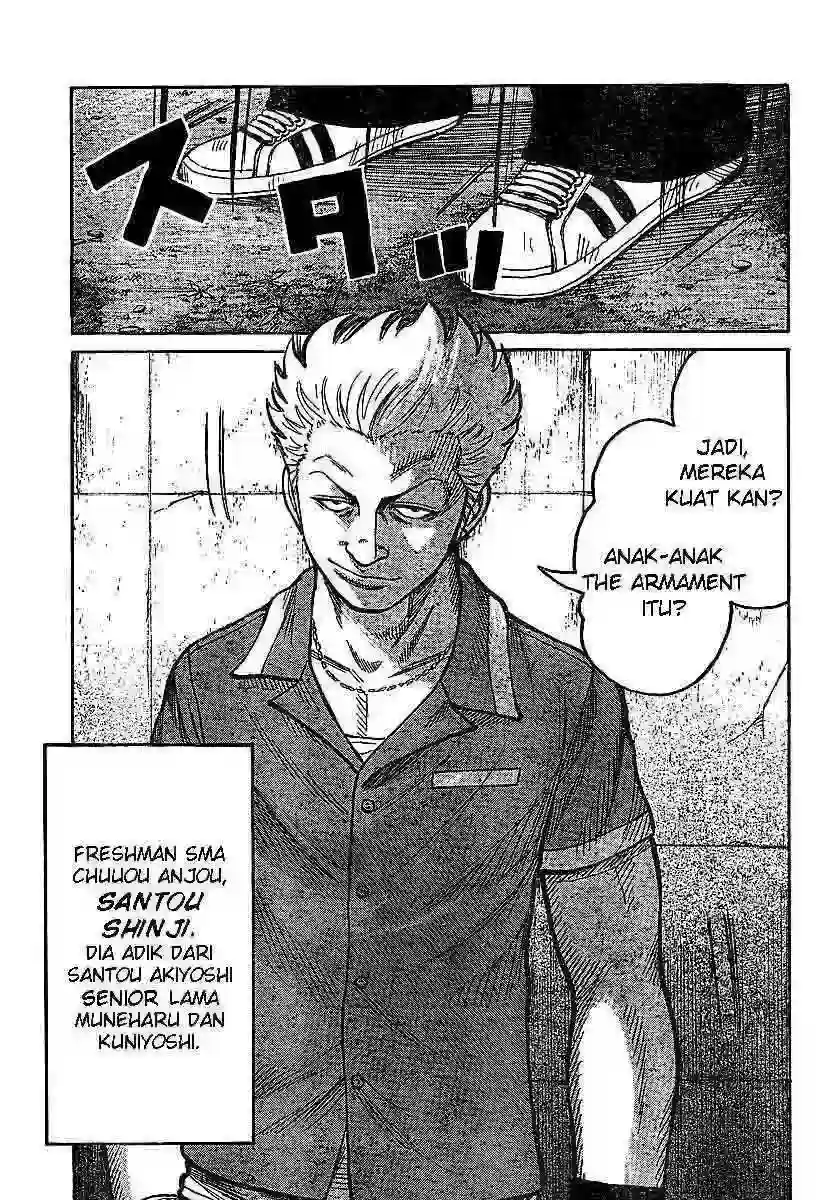 スタッ
JADI,
MEREKA
KUAT KAN?
ANAK-ANAK
THE ARMAMENT
ITU?
FRESHMAN SMA
CHUUOU ANJOU,
SANTOU
SHINJI.
DIA ADIK DARI
SANTOU AKIYOSHI
SENIOR LAMA
MUNEHARU DAN
KUNIYOSHI.